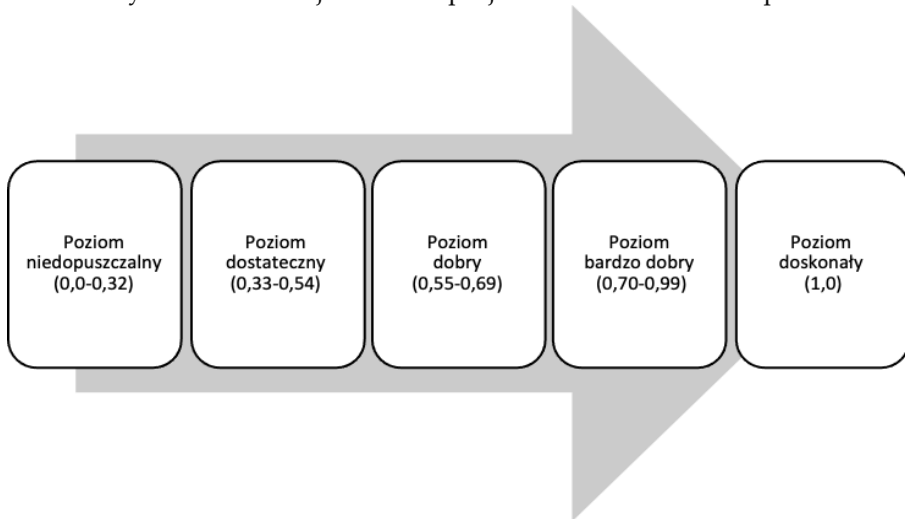 Poziom
niedopuszczalny
(0,0-0,32)
Poziom
dostateczny
(0,33-0,54)
Poziom
dobry
(0,55-0,69)
Poziom
bardzo dobry
(0,70-0,99)
Poziom
doskonały
(1,0)